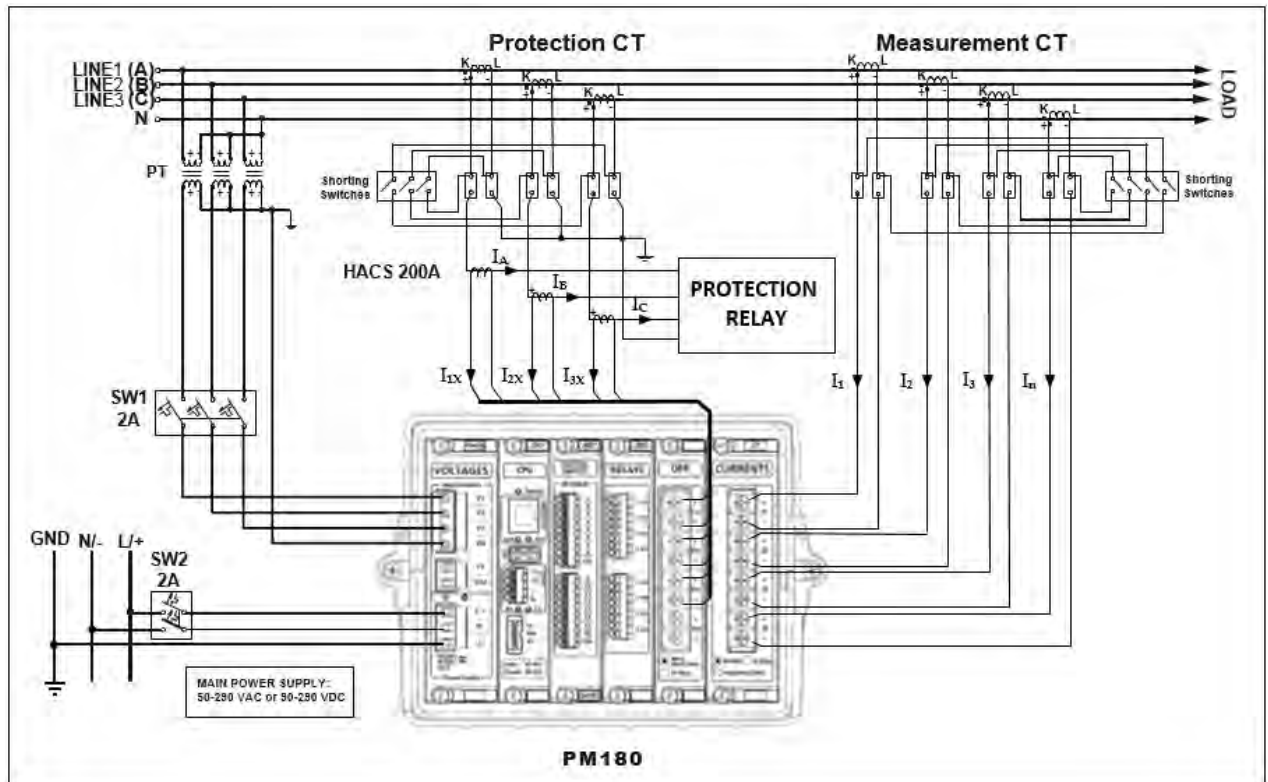 Protection CT
Measurement CT
LINE1 (A)
LINE2 (B)
LINE3 (C)
N
K L
K L
K L
K L
K L
K L
K L
LOAD
PT
Shorting
Switches
Shorting
Switches
HACS 200A
IA
IB
IC
PROTECTION
RELAY
I1X
I2X
I3X
I1
I2
I3
In
SW1
2A
VOLTAGES
CPU
RELAYS
CURRENTS
GND N/- L/+
SW2
2A
MAIN POWER SUPPLY:
50-290 VAC or 90-290 VDC
PM180